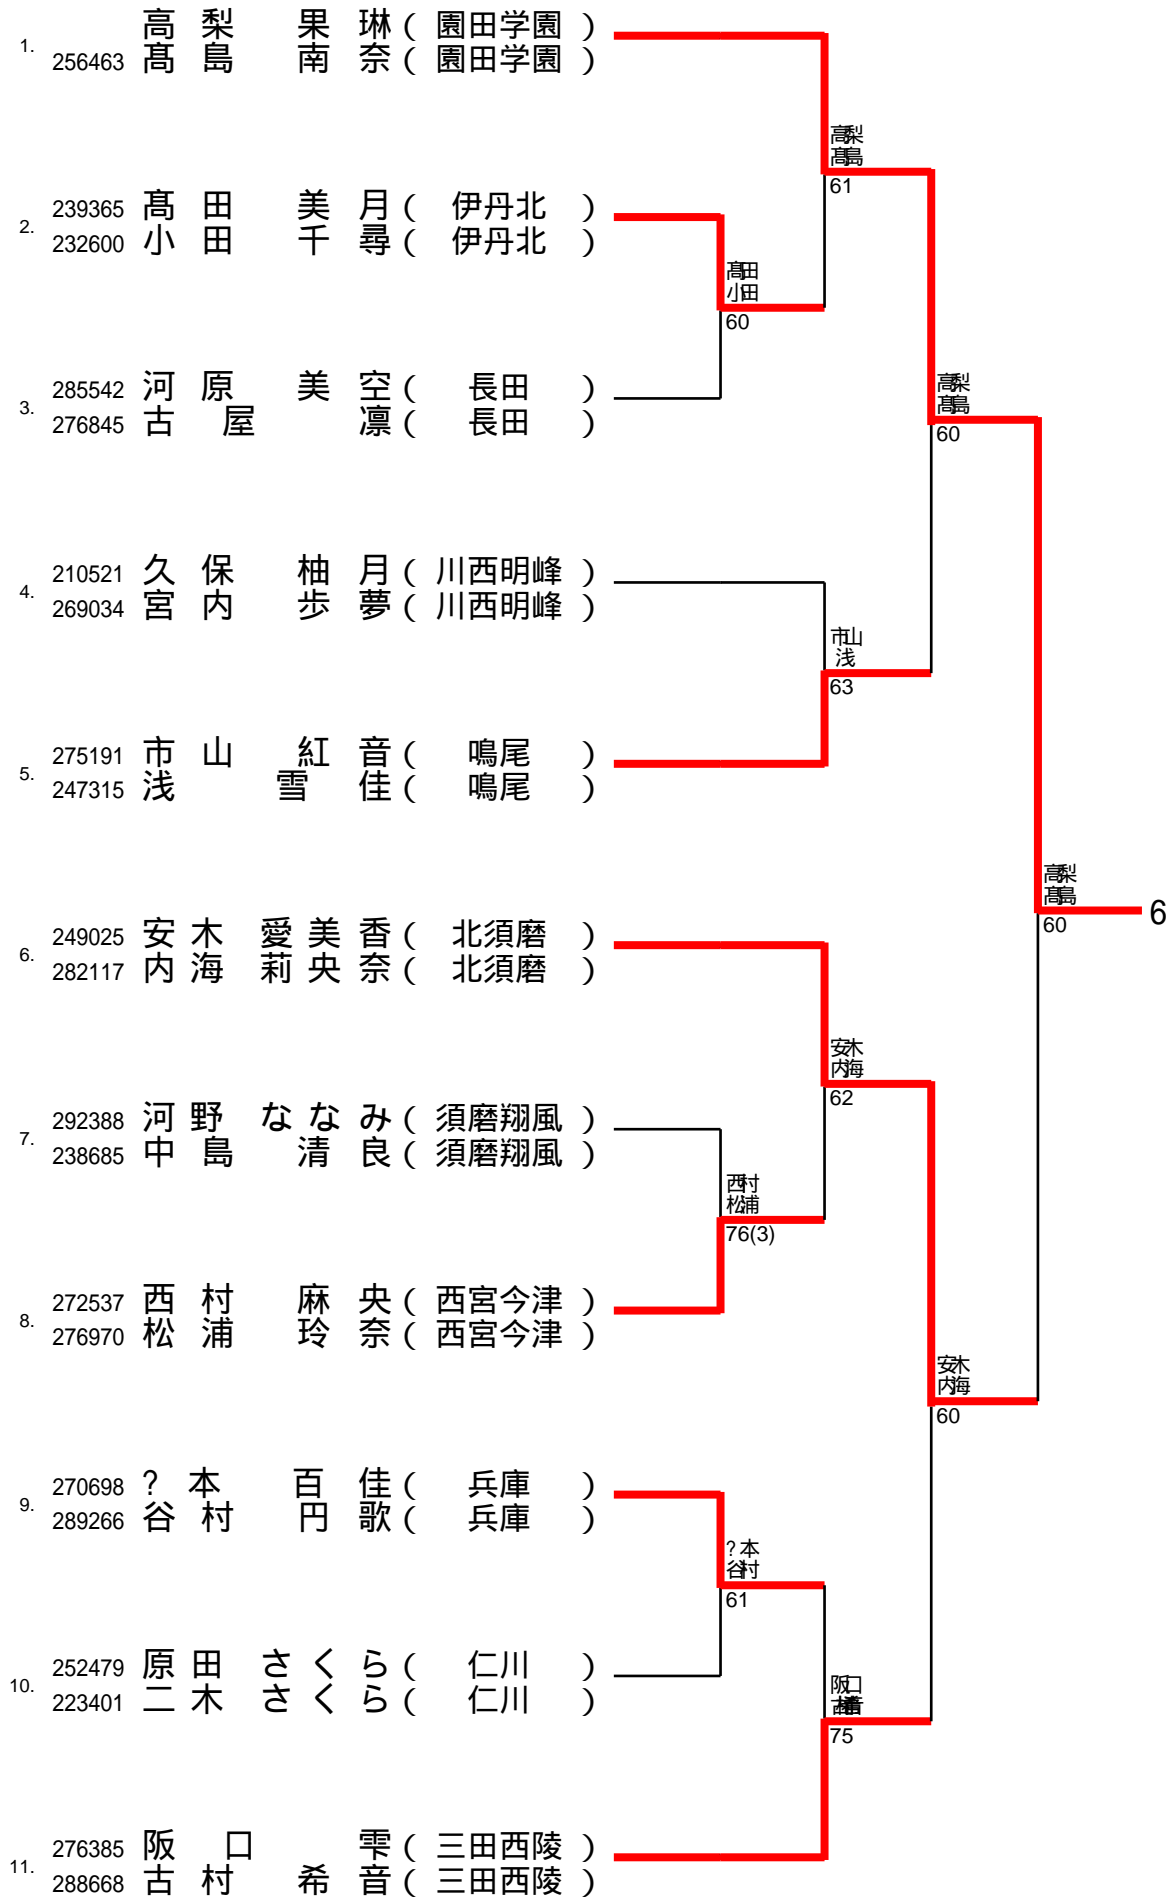 高梨 果琳 ( 園田学園 )
1.
256463 髙島 南奈 ( 園田学園 )
高梨
髙島
61
239365 髙田 美月 ( 伊丹北 )
2.
232600 小田 千尋 ( 伊丹北 )
髙田
小田
60
285542 河原 美空 ( 長田 )
3.
276845 古屋 凛 ( 長田 )
高梨
髙島
60
210521 久保 柚月 ( 川西明峰 )
4.
269034 宮内 歩夢 ( 川西明峰 )
市山
浅
63
275191 市山 紅音 ( 鳴尾 )
5.
247315 浅 雪佳 ( 鳴尾 )
高梨
髙島
60
6
249025 安木 愛美香 ( 北須磨 )
6.
282117 内海 莉央奈 ( 北須磨 )
安木
内海
62
292388 河野 ななみ ( 須磨翔風 )
7.
238685 中島 清良 ( 須磨翔風 )
西村
松浦
76(3)
272537 西村 麻央 ( 西宮今津 )
8.
276970 松浦 玲奈 ( 西宮今津 )
安木
内海
60
270698 ?本 百佳 ( 兵庫 )
9.
289266 谷村 円歌 ( 兵庫 )
?本
谷村
61
252479 原田 さくら ( 仁川 )
10.
223401 二木 さくら ( 仁川 )
阪口
75
276385 阪口 雫 ( 三田西陵 )
11.
288668 古村 希音 ( 三田西陵 )